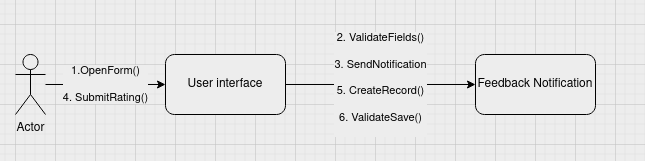 1.OpenForm()
4. SubmitRating()
Actor
User interface
2. ValidateFields()
3. SendNotification
5. CreateRecord()
6. ValidateSave()
Feedback Notification